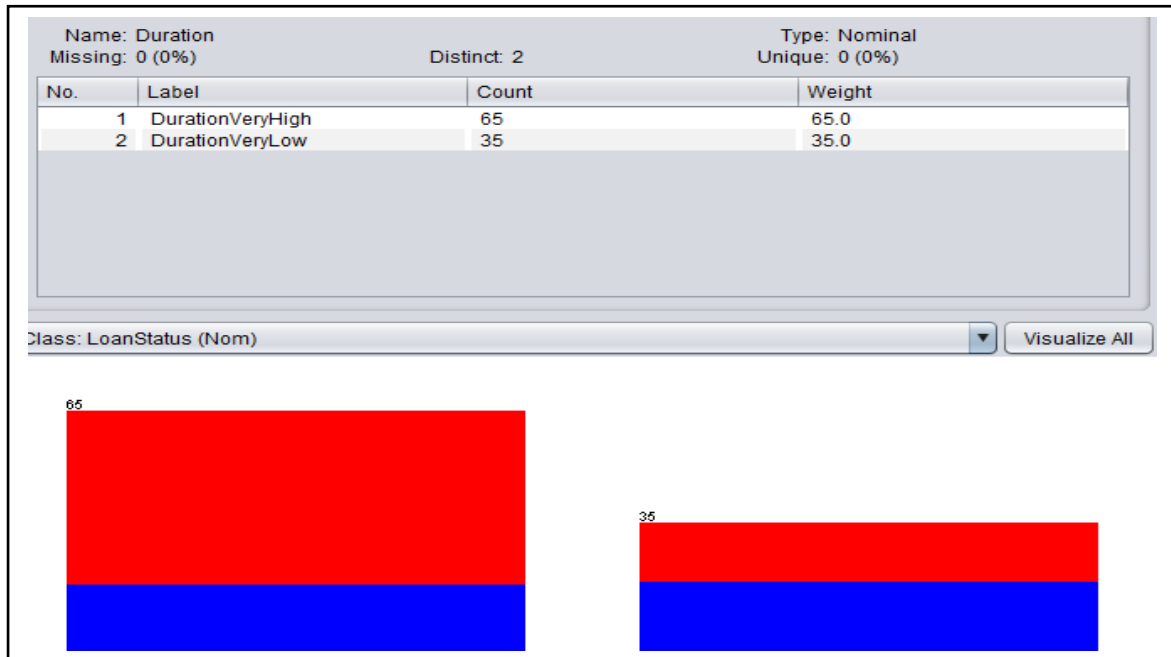 Name: Duration Type: Nominal
Missing: 0 (0%) Distinct: 2 Unique: 0 (0%)
No. Label Count Weight
1 DurationVeryHigh 65 65.0
2 DurationVeryLow 35 35.0
Class: LoanStatus (Nom) Visualize All
65
35